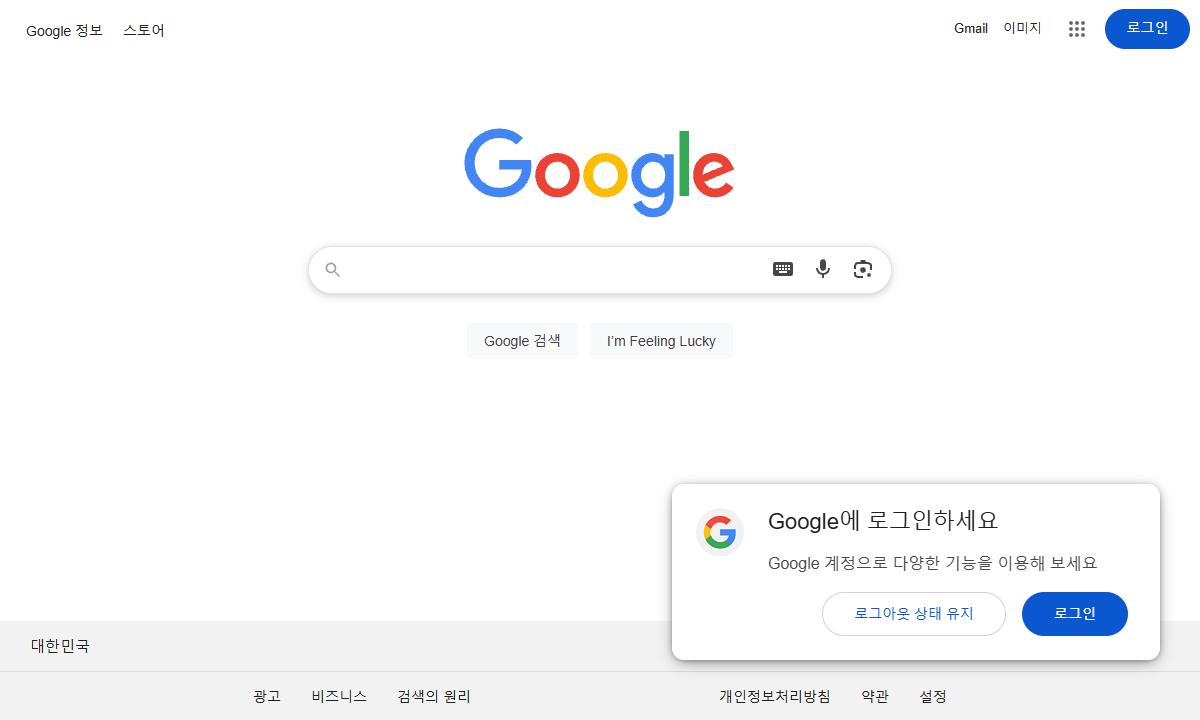 Google 정보 스토어
Gmail 이미지 로그인
Google
Google 검색 I'm Feeling Lucky
Google에 로그인하세요
Google 계정으로 다양한 기능을 이용해 보세요
로그아웃 상태 유지 로그인
대한민국
광고 비즈니스 검색의 원리 개인정보처리방침 약관 설정